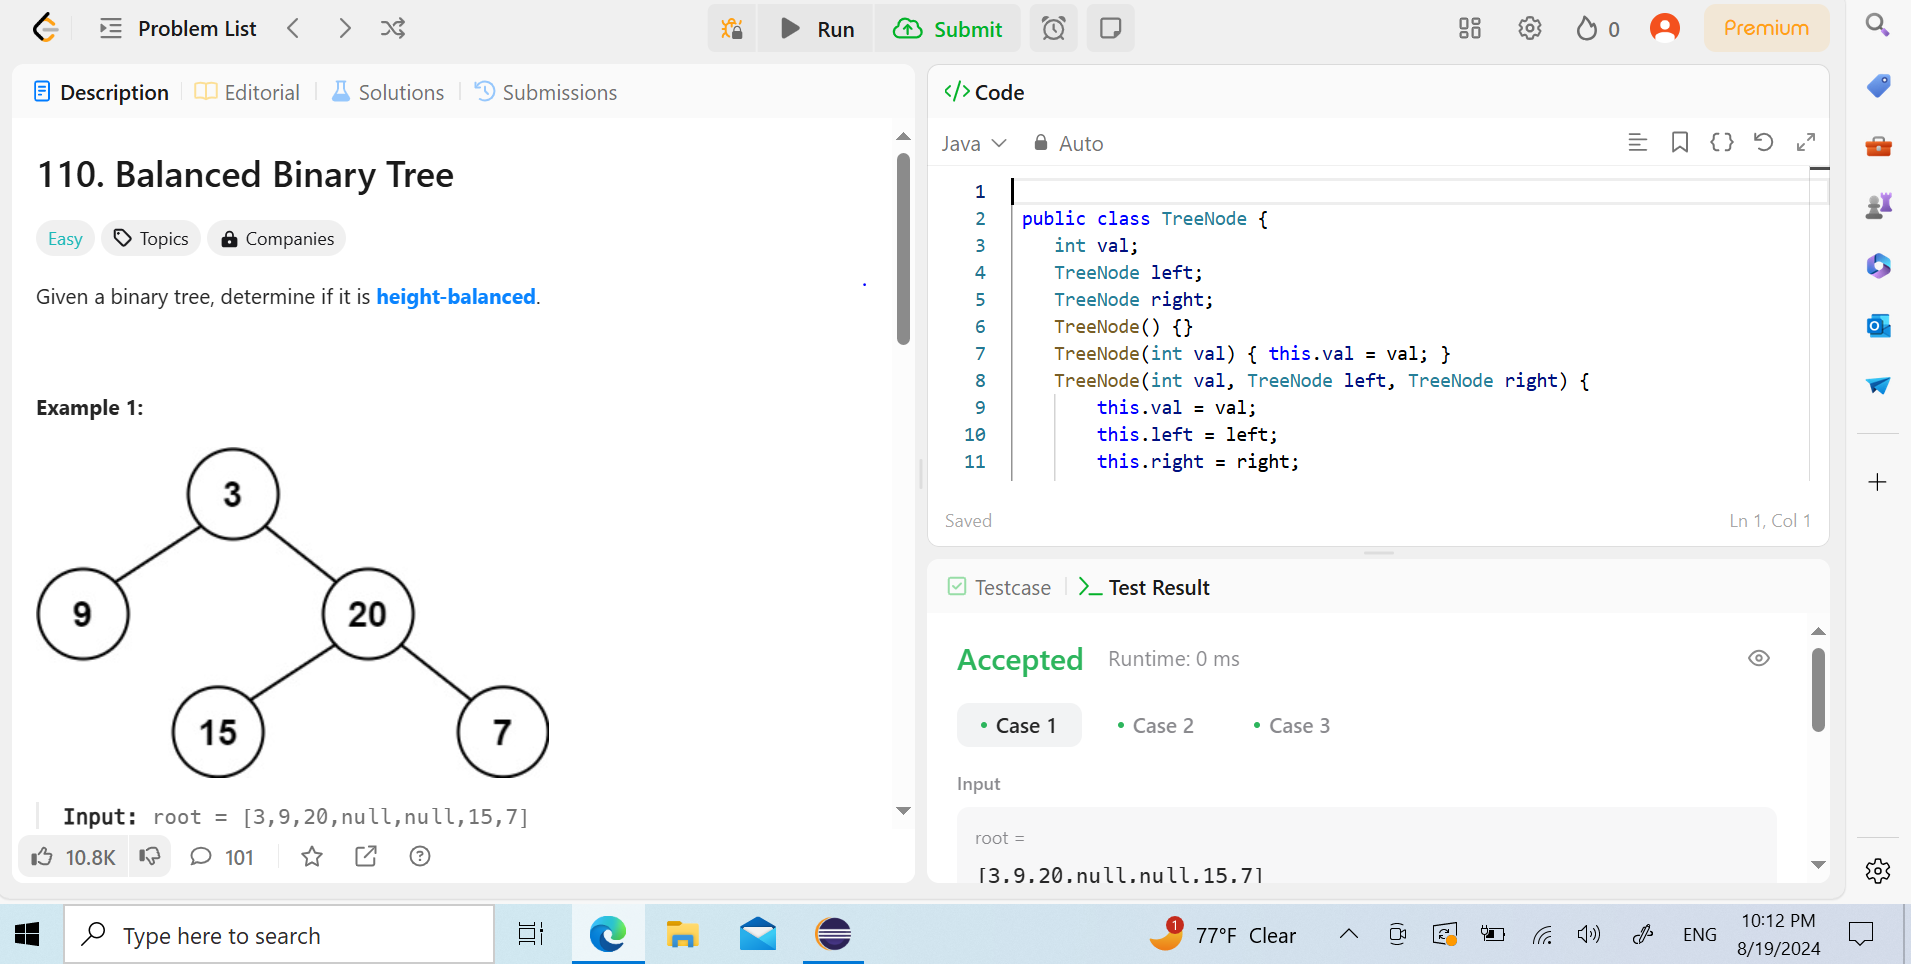 Problem List
Run
Submit
0
Premium
Description
Editorial
Solutions
Submissions
110. Balanced Binary Tree
Easy
Topics
Companies
Given a binary tree, determine if it is height-balanced.
Example 1:
3
9
20
15
7
Input: root = [3,9,20,null,null,15,7]
10.8K
101
</> Code
Java
Auto
1
2 public class TreeNode {
3 int val;
4 TreeNode left;
5 TreeNode right;
6 TreeNode() {}
7 TreeNode(int val) { this.val = val; }
8 TreeNode(int val, TreeNode left, TreeNode right) {
9 this.val = val;
10 this.left = left;
11 this.right = right;
Saved
Ln 1, Col 1
Testcase
Test Result
Accepted
Runtime: 0 ms
Case 1
Case 2
Case 3
Input
root =
[3,9,20,null,null,15,7]
Type here to search
1
77°F Clear
ENG
10:12 PM
8/19/2024